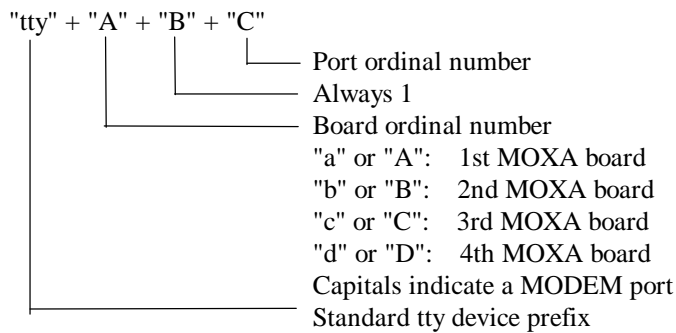 "tty" + "A" + "B" + "C"
Port ordinal number
Always 1
Board ordinal number
"a" or "A": 1st MOXA board
"b" or "B": 2nd MOXA board
"c" or "C": 3rd MOXA board
"d" or "D": 4th MOXA board
Capitals indicate a MODEM port
Standard tty device prefix